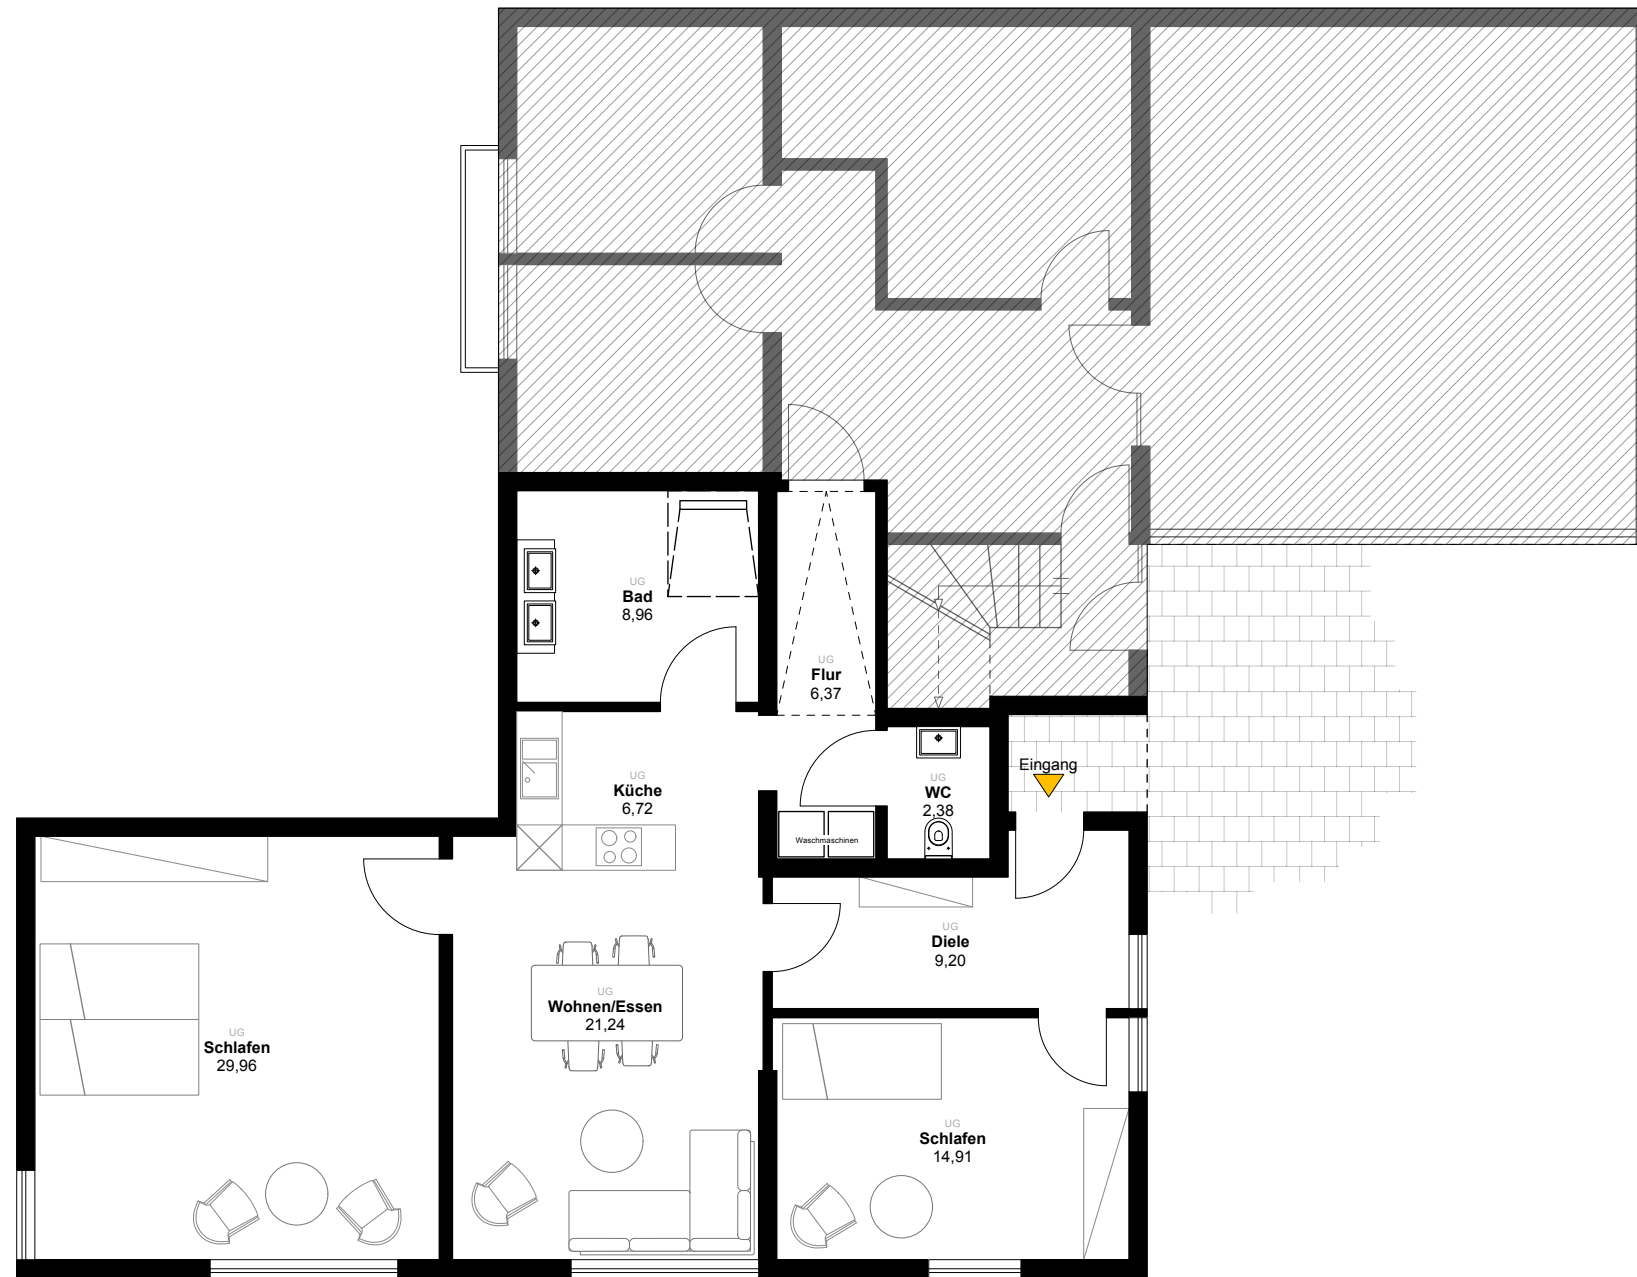 UG
Bad
8,96
UG
Flur
6,37
Eingang
UG
Küche
6,72
UG
WC
2,38
Waschmaschinen
UG
Diele
9,20
UG
Wohnen/Essen
21,24
UG
Schlafen
29,96
UG
Schlafen
14,91